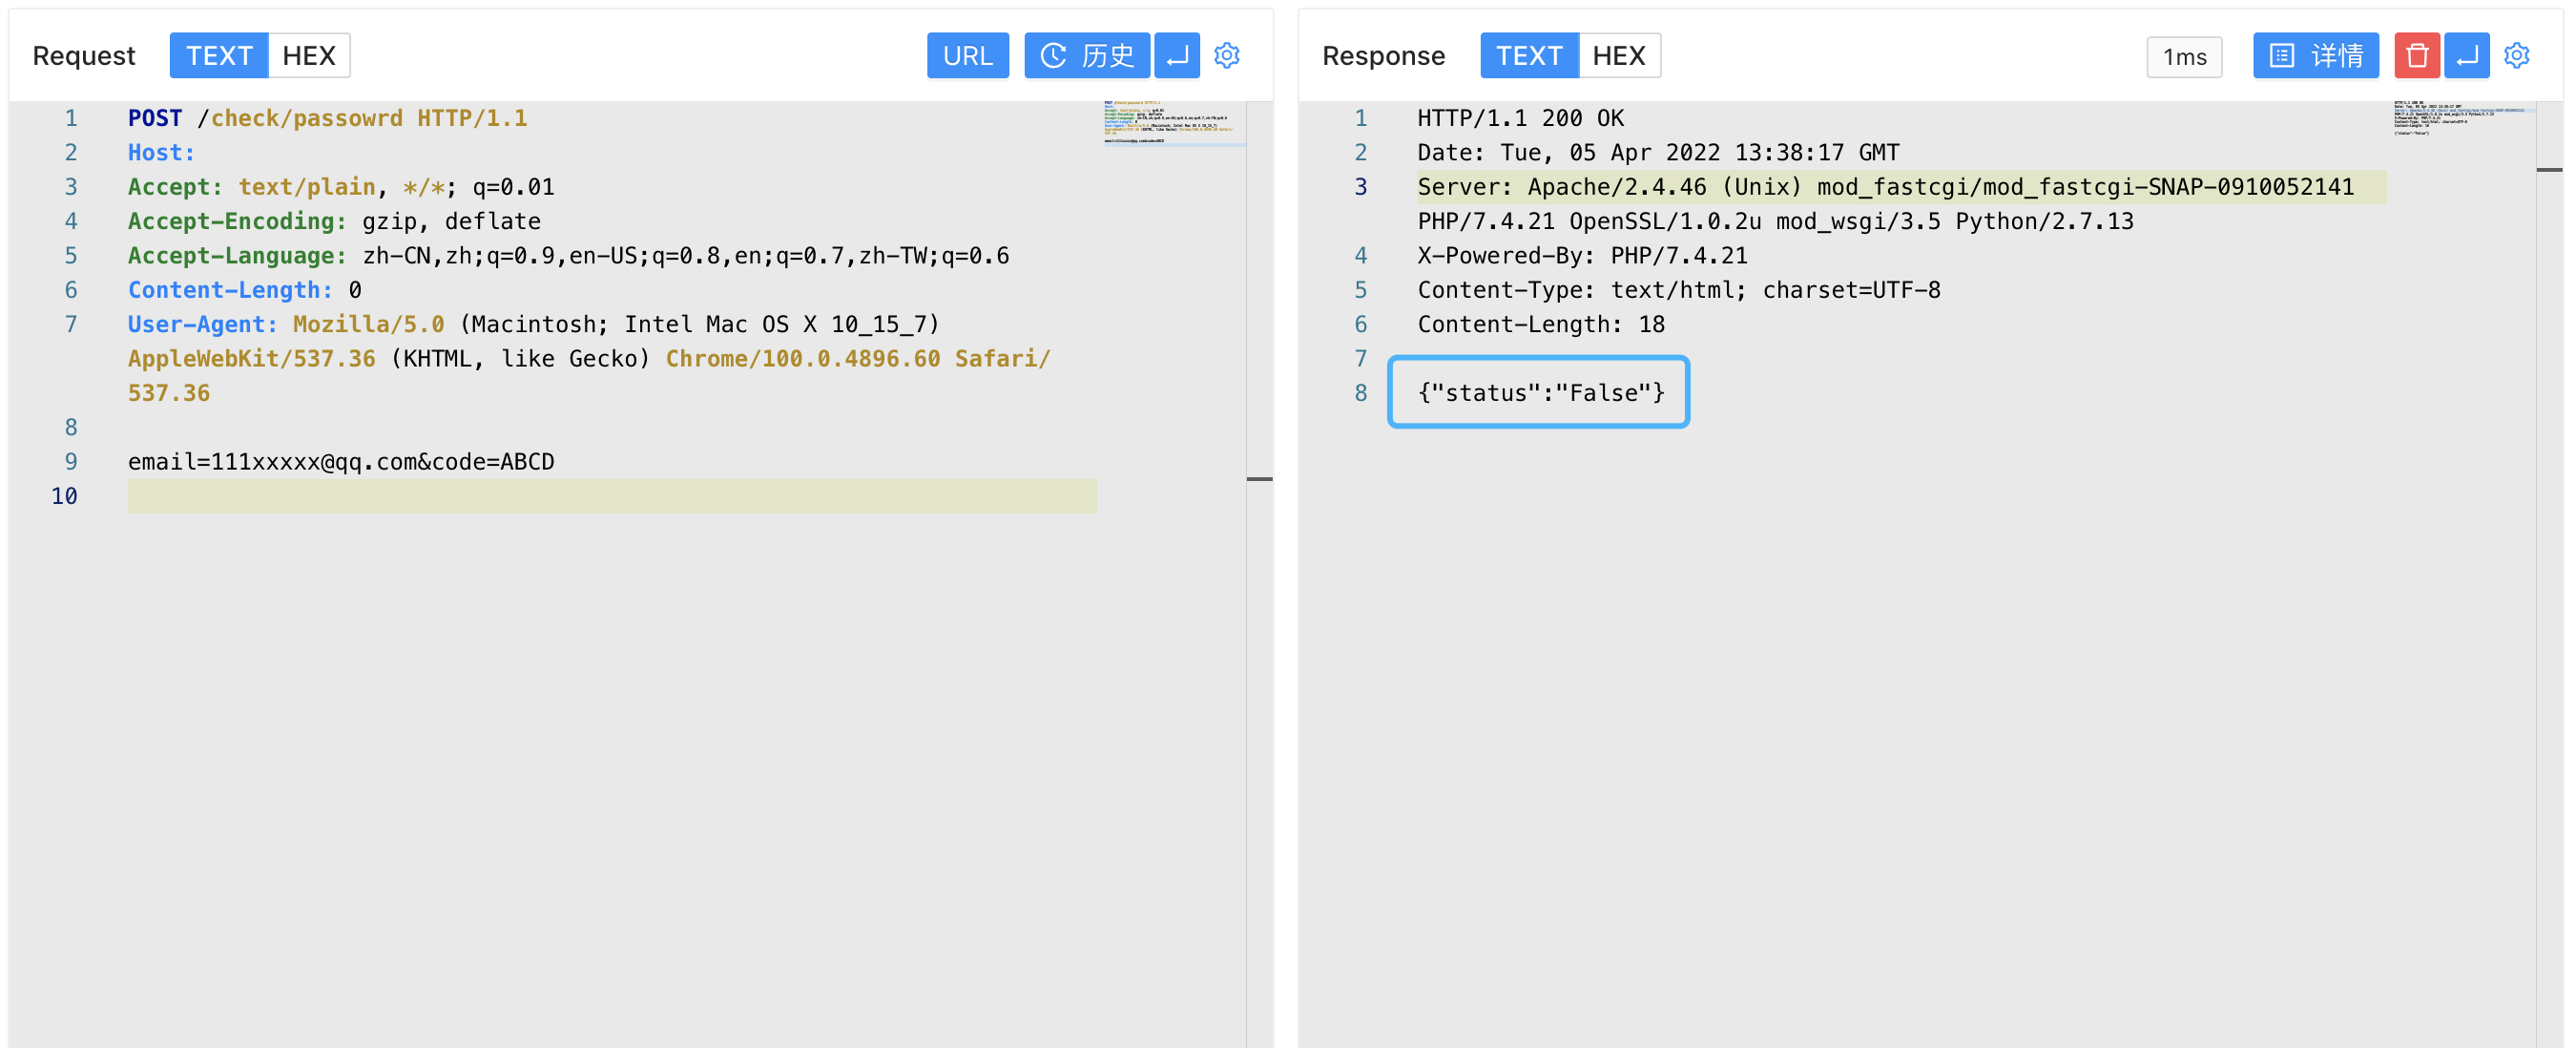 Request TEXT HEX URL 历史
1 POST /check/passowrd HTTP/1.1
2 Host:
3 Accept: text/plain, */*; q=0.01
4 Accept-Encoding: gzip, deflate
5 Accept-Language: zh-CN,zh;q=0.9,en-US;q=0.8,en;q=0.7,zh-TW;q=0.6
6 Content-Length: 0
7 User-Agent: Mozilla/5.0 (Macintosh; Intel Mac OS X 10_15_7)
AppleWebKit/537.36 (KHTML, like Gecko) Chrome/100.0.4896.60 Safari/
537.36
8
9 email=111xxxxx@qq.com&code=ABCD
10
Response TEXT HEX 1ms 详情
1 HTTP/1.1 200 OK
2 Date: Tue, 05 Apr 2022 13:38:17 GMT
3 Server: Apache/2.4.46 (Unix) mod_fastcgi/mod_fastcgi-SNAP-0910052141
PHP/7.4.21 OpenSSL/1.0.2u mod_wsgi/3.5 Python/2.7.13
4 X-Powered-By: PHP/7.4.21
5 Content-Type: text/html; charset=UTF-8
6 Content-Length: 18
7
8 {"status":"False"}